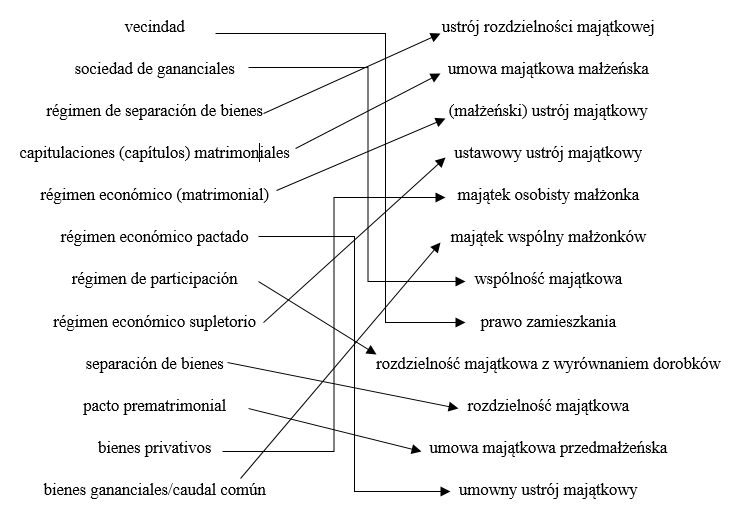 vecindad
ustrój rozdzielności majątkowej
sociedad de gananciales
umowa majątkowa małżeńska
régimen de separación de bienes
(małżeński) ustrój majątkowy
capitulaciones (capítulos) matrimoniales
ustawowy ustrój majątkowy
régimen económico (matrimonial)
majątek osobisty małżonka
régimen económico pactado
majątek wspólny małżonków
régimen de participación
wspólność majątkowa
régimen económico supletorio
prawo zamieszkania
separación de bienes
rozdzielność majątkowa z wyrównaniem dorobków
pacto prematrimonial
rozdzielność majątkowa
bienes privativos
umowa majątkowa przedmałżeńska
bienes gananciales/caudal común
umowny ustrój majątkowy